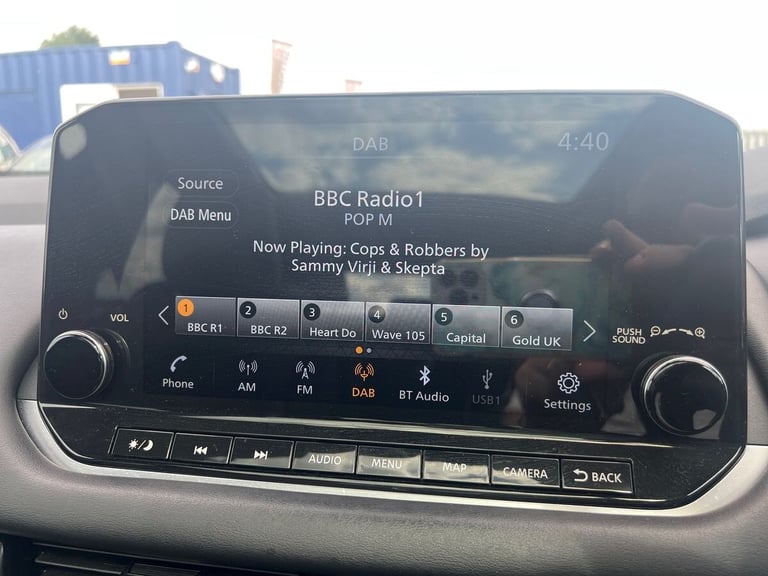 DAB
4:40
Source
BBC Radio1
DAB Menu
POP M
Now Playing: Cops & Robbers by
Sammy Virji & Skepta
VOL
PUSH
SOUND
1
BBC R1
2
BBC R2
3
Heart Do
4
Wave 105
5
Capital
6
Gold UK
Phone
AM
FM
DAB
BT Audio
USB1
Settings
AUDIO
MENU
MAP
CAMERA
BACK